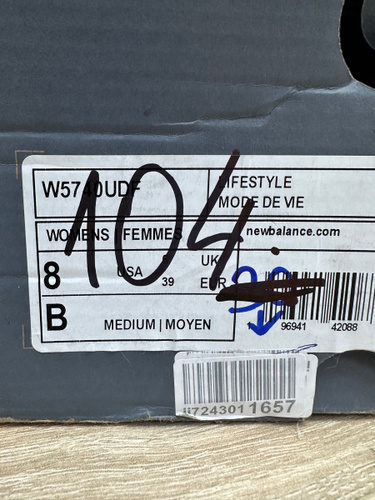 W5740UDF
LIFESTYLE
MODE DE VIE
104.
WOMENS | FEMMES
newbalance.com
8
USA
39
UK
EUR
B
MEDIUM | MOYEN
96941
42088
1657